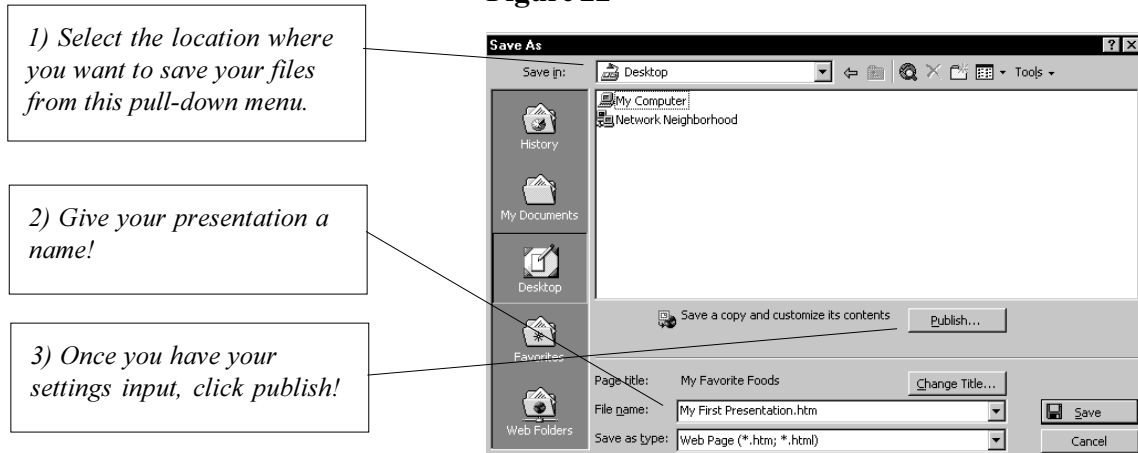 1) Select the location where
you want to save your files
from this pull-down menu.
2) Give your presentation a
name!
3) Once you have your
settings input, click publish!
Save As
Save in:
Desktop
Tools
My Computer
Network Neighborhood
History
My Documents
Desktop
Favorites
Web Folders
Save a copy and customize its contents
Publish...
Page title:
My Favorite Foods
Change Title...
File name:
My First Presentation.htm
Save
Save as type:
Web Page (*.htm; *.html)
Cancel